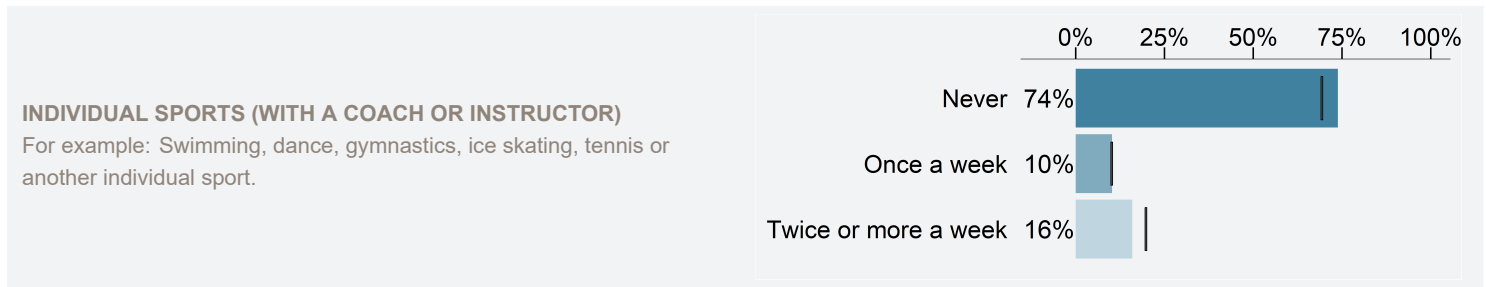 INDIVIDUAL SPORTS (WITH A COACH OR INSTRUCTOR)
For example: Swimming, dance, gymnastics, ice skating, tennis or
another individual sport.
0% 25% 50% 75% 100%
Never 74%
Once a week 10%
Twice or more a week 16%